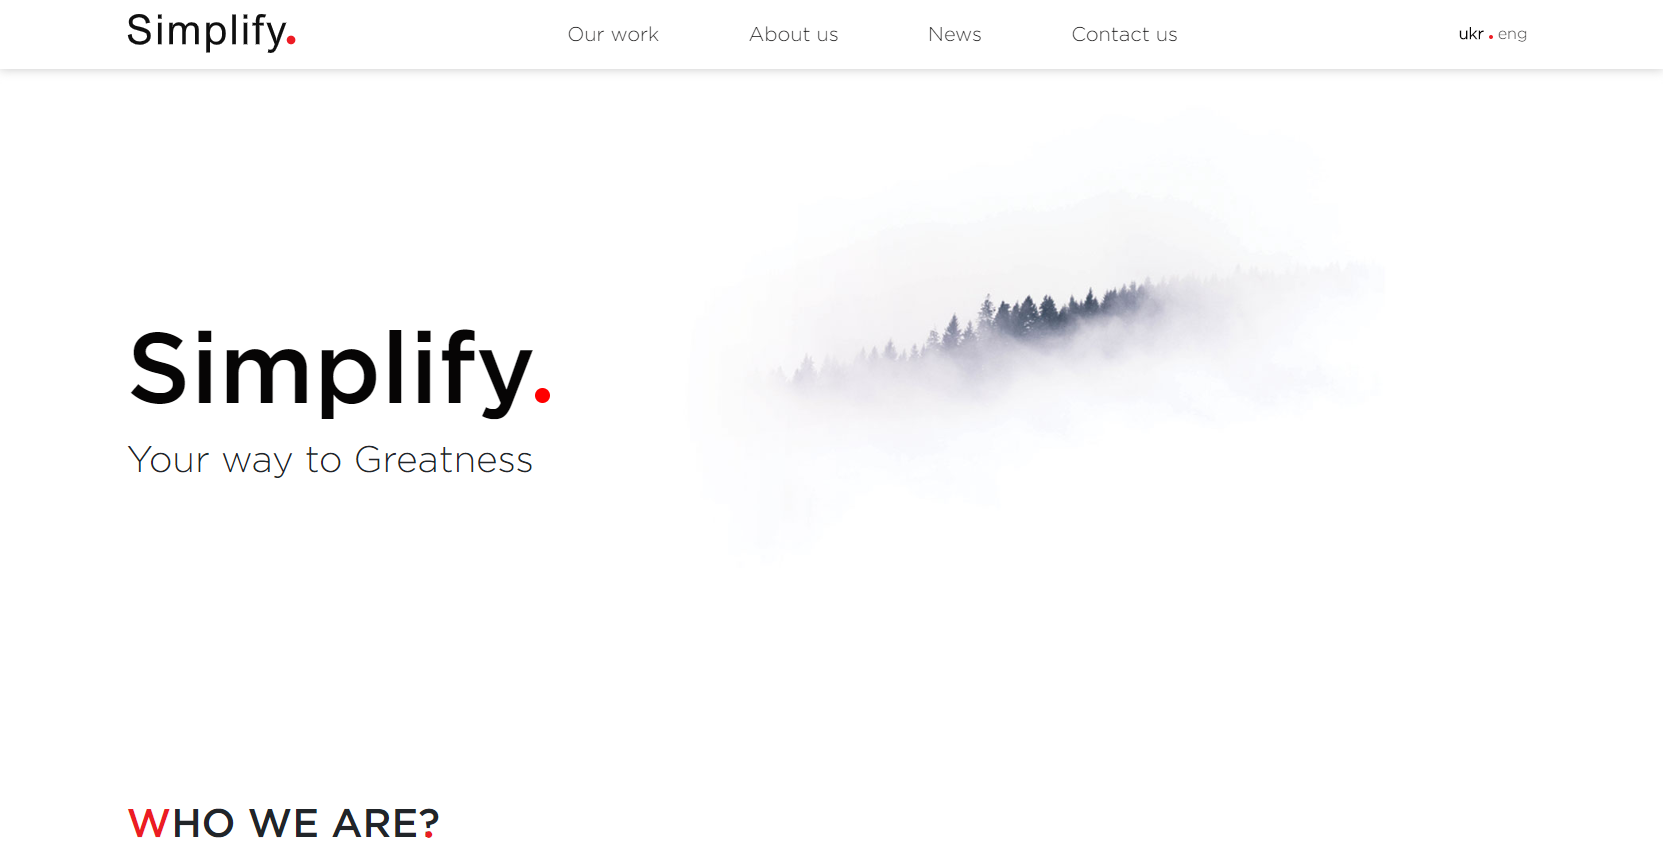 Simplify.
Our work
About us
News
Contact us
ukr . eng
Simplify.
Your way to Greatness
WHO WE ARE?